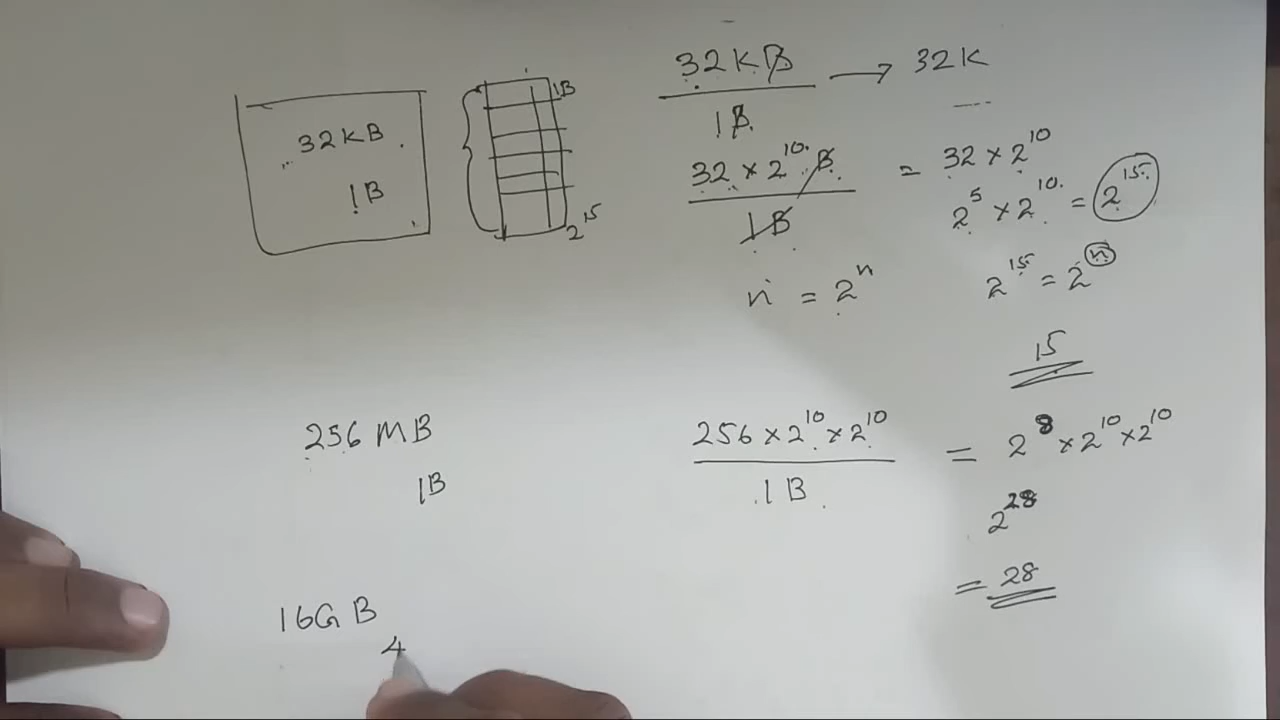 32KB
1B
1B
2^15
32KB / 1B → 32K
32 × 2^10 B / 1B = 32 × 2^10
2^5 × 2^10 = 2^15
n = 2^n
2^15 = 2^n
15
256 MB
1B
256 × 2^10 × 2^10 / 1B = 2^8 × 2^10 × 2^10
2^28
= 28
16GB
4